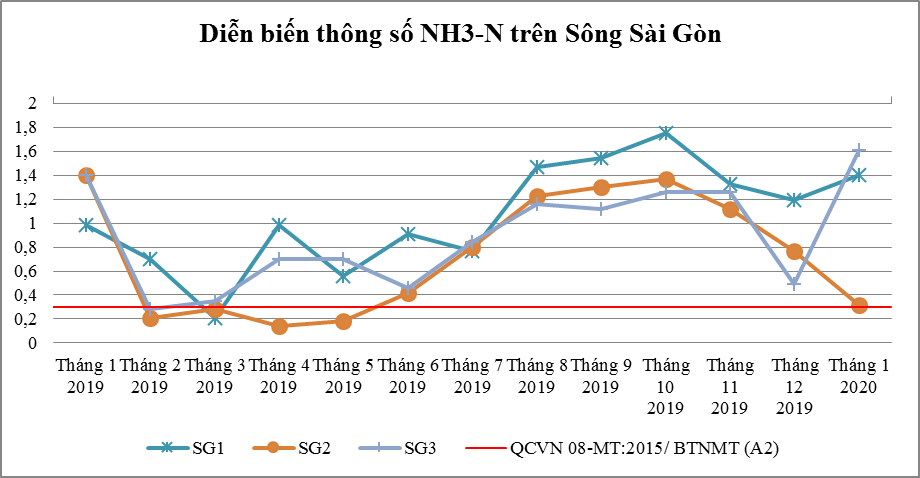 Diễn biến thông số NH3-N trên Sông Sài Gòn
2
1,8
1,6
1,4
1,2
1
0,8
0,6
0,4
0,2
0
Tháng 1 2019
Tháng 2 2019
Tháng 3 2019
Tháng 4 2019
Tháng 5 2019
Tháng 6 2019
Tháng 7 2019
Tháng 8 2019
Tháng 9 2019
Tháng 10 2019
Tháng 11 2019
Tháng 12 2019
Tháng 1 2020
SG1
SG2
SG3
QCVN 08-MT:2015/ BTNMT (A2)